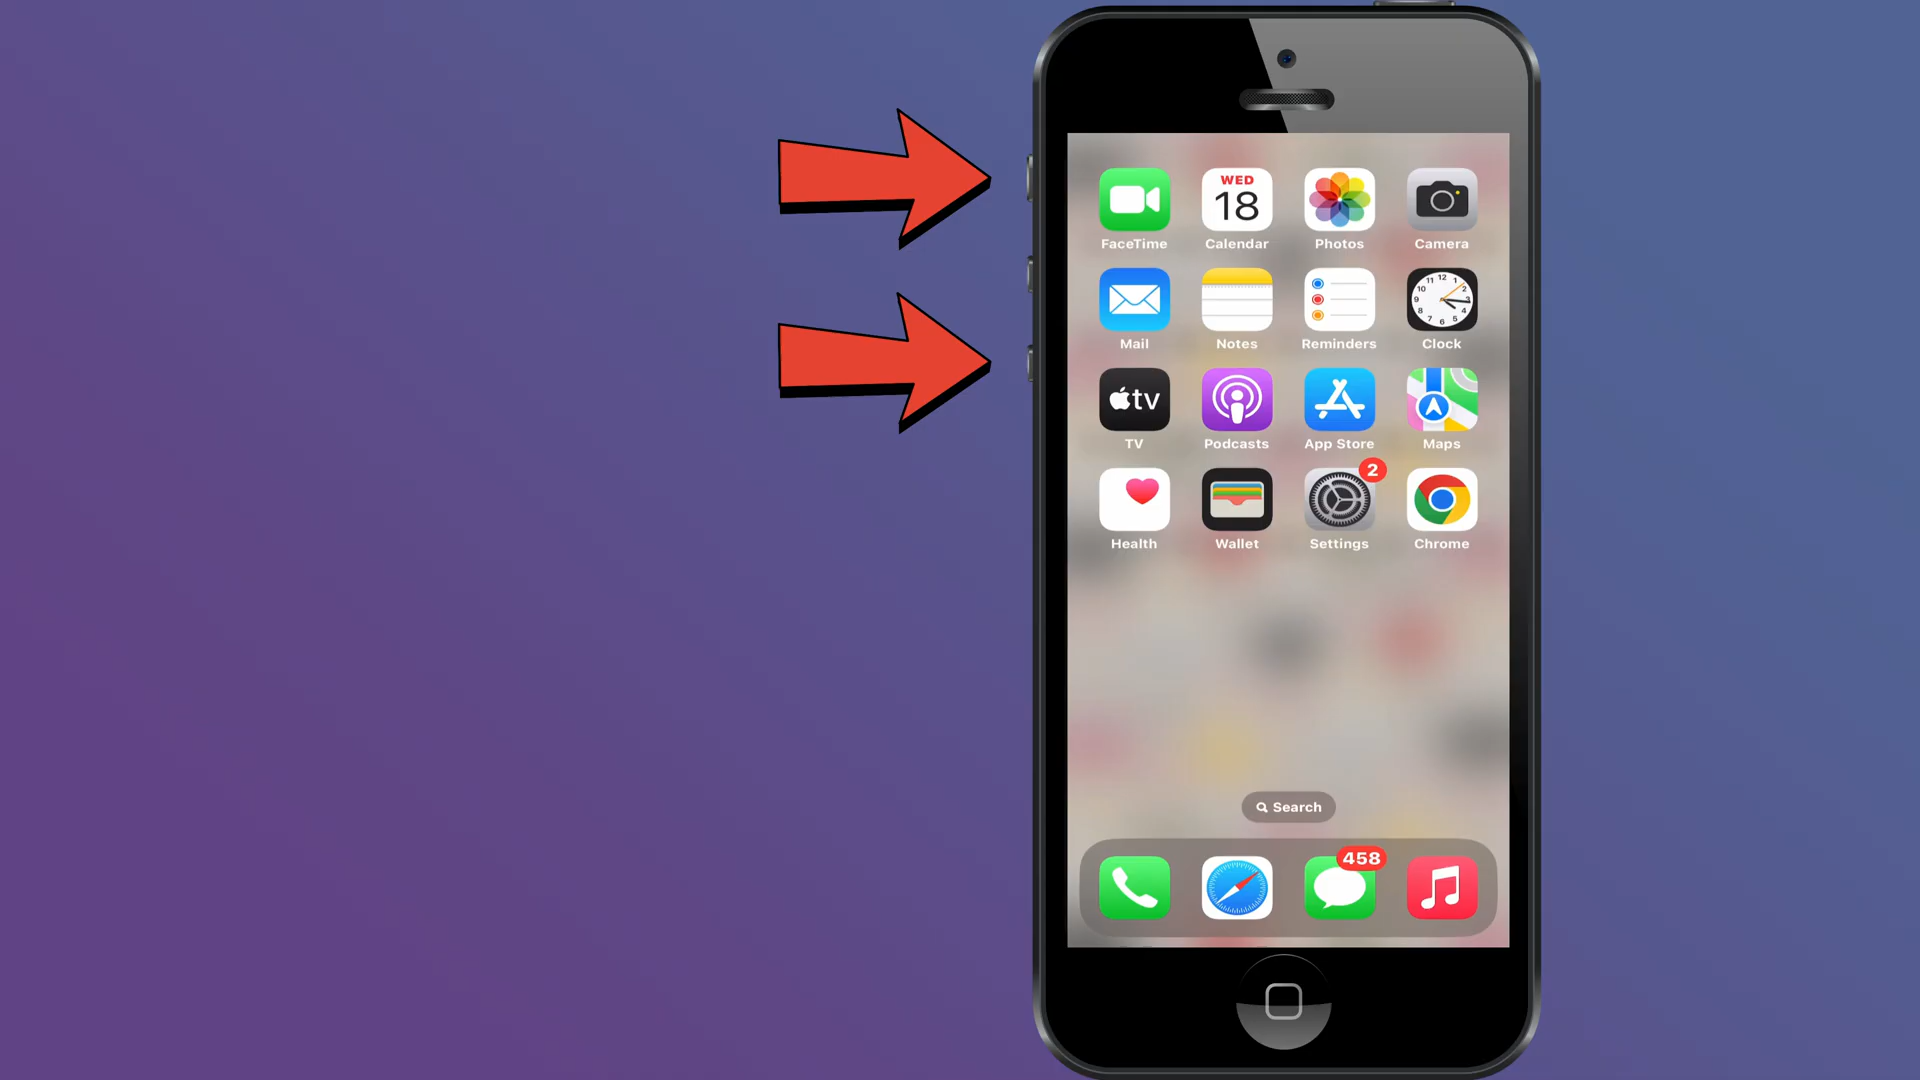 WED
18
FaceTime
Calendar
Photos
Camera
Mail
Notes
Reminders
Clock
tv
TV
Podcasts
App Store
Maps
2
Health
Wallet
Settings
Chrome
Search
458